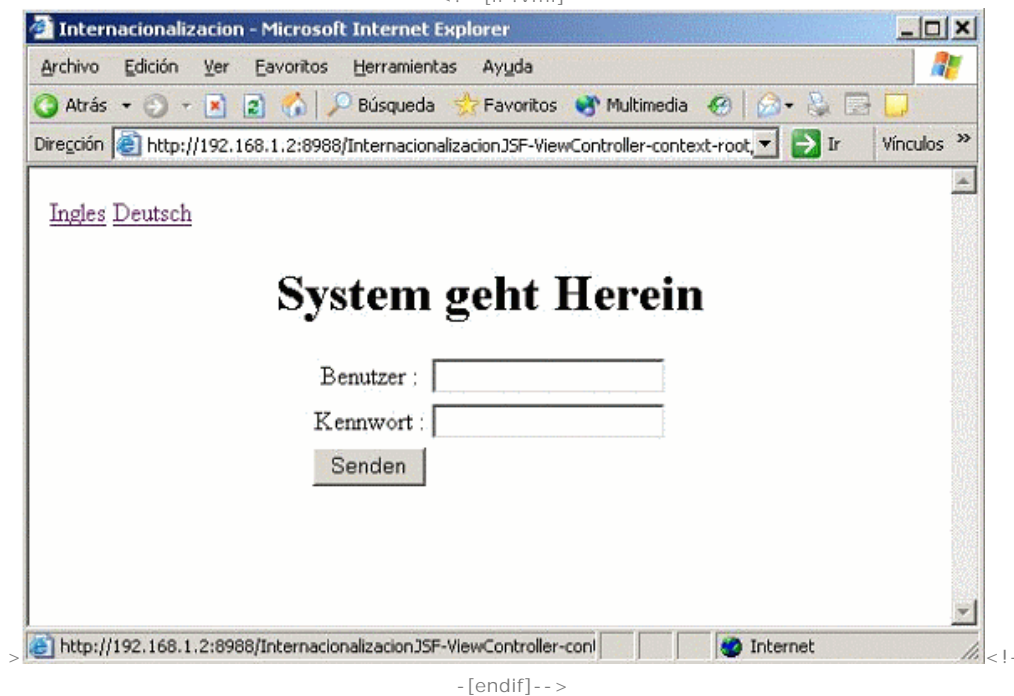 Internacionalizacion - Microsoft Internet Explorer
Archivo Edición Ver Favoritos Herramientas Ayuda
Atrás Búsqueda Favoritos Multimedia
Dirección http://192.168.1.2:8988/InternacionalizacionJSF-ViewController-context-root, Ir Vínculos »
Ingles Deutsch
System geht Herein
Benutzer :
Kennwort :
Senden
> http://192.168.1.2:8988/InternacionalizacionJSF-ViewController-cont Internet <!-
-[endif]-->